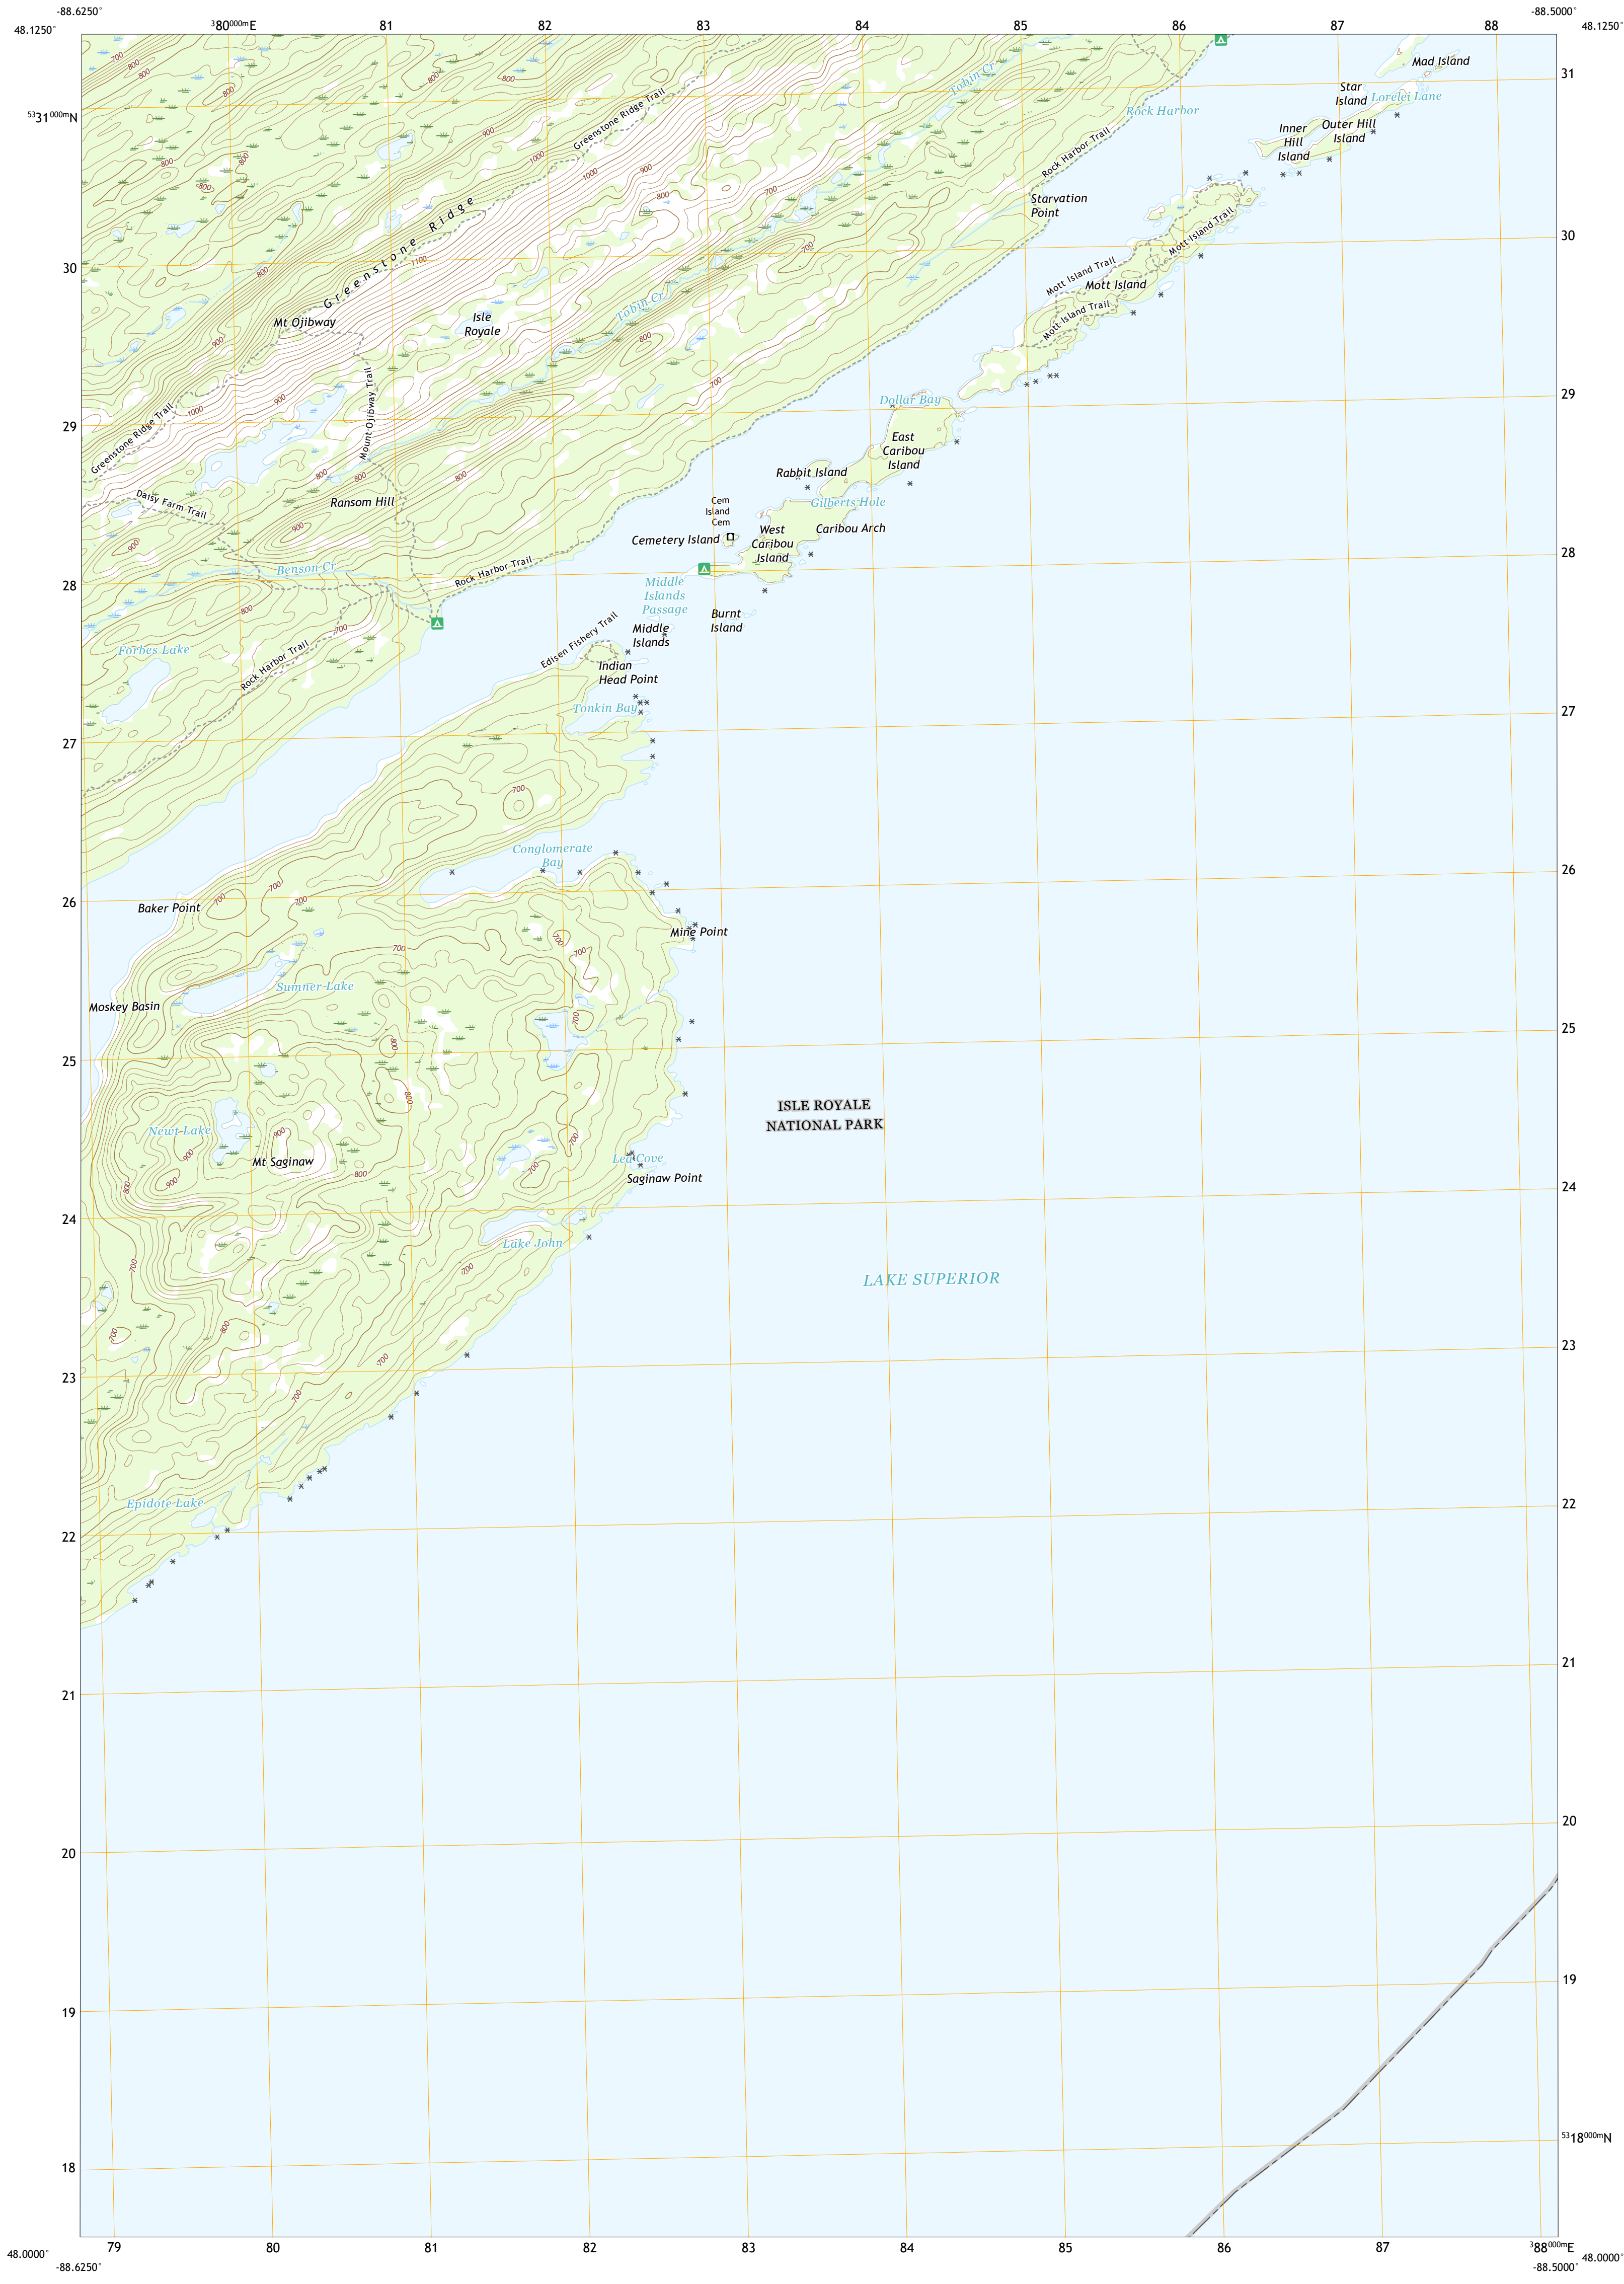 -88.6250°
-88.5000°
48.1250°
³80⁰⁰⁰ᵐE
81
82
83
84
85
86
87
88
48.1250°
Mad Island
31
Star
Island
Lorelei Lane
Tobin Cr
Rock Harbor
⁵³31⁰⁰⁰ᵐN
Greenstone Ridge Trail
Inner
Hill
Island
Outer Hill
Island
Rock Harbor Trail
Starvation
Point
Mott Island Trail
30
30
Greenstone Ridge
Mott Island Trail
Mott Island
Mott Island Trail
Tobin Cr
Mt Ojibway
Isle
Royale
Mount Ojibway Trail
29
29
Greenstone Ridge Trail
Dollar Bay
East
Caribou
Island
Rabbit Island
Daisy Farm Trail
Ransom Hill
Cem
Island
Cem
Gilberts Hole
Caribou Arch
West
Caribou
Island
Cemetery Island
28
28
Benson Cr
Rock Harbor Trail
Middle
Islands
Passage
Burnt
Island
Middle
Islands
Edisen Fishery Trail
Forbes Lake
Rock Harbor Trail
Indian
Head Point
Tonkin Bay
27
27
Conglomerate
Bay
26
26
Baker Point
Mine Point
Sumner Lake
Moskey Basin
25
25
ISLE ROYALE
NATIONAL PARK
Newt Lake
Mt Saginaw
Lea Cove
Saginaw Point
24
24
Lake John
LAKE SUPERIOR
23
23
Epidote Lake
22
22
21
21
20
20
19
19
18
⁵³18⁰⁰⁰ᵐN
79
80
81
82
83
84
85
86
87
³88⁰⁰⁰ᵐE
48.0000°
48.0000°
-88.6250°
-88.5000°
700
800
900
1000
1100